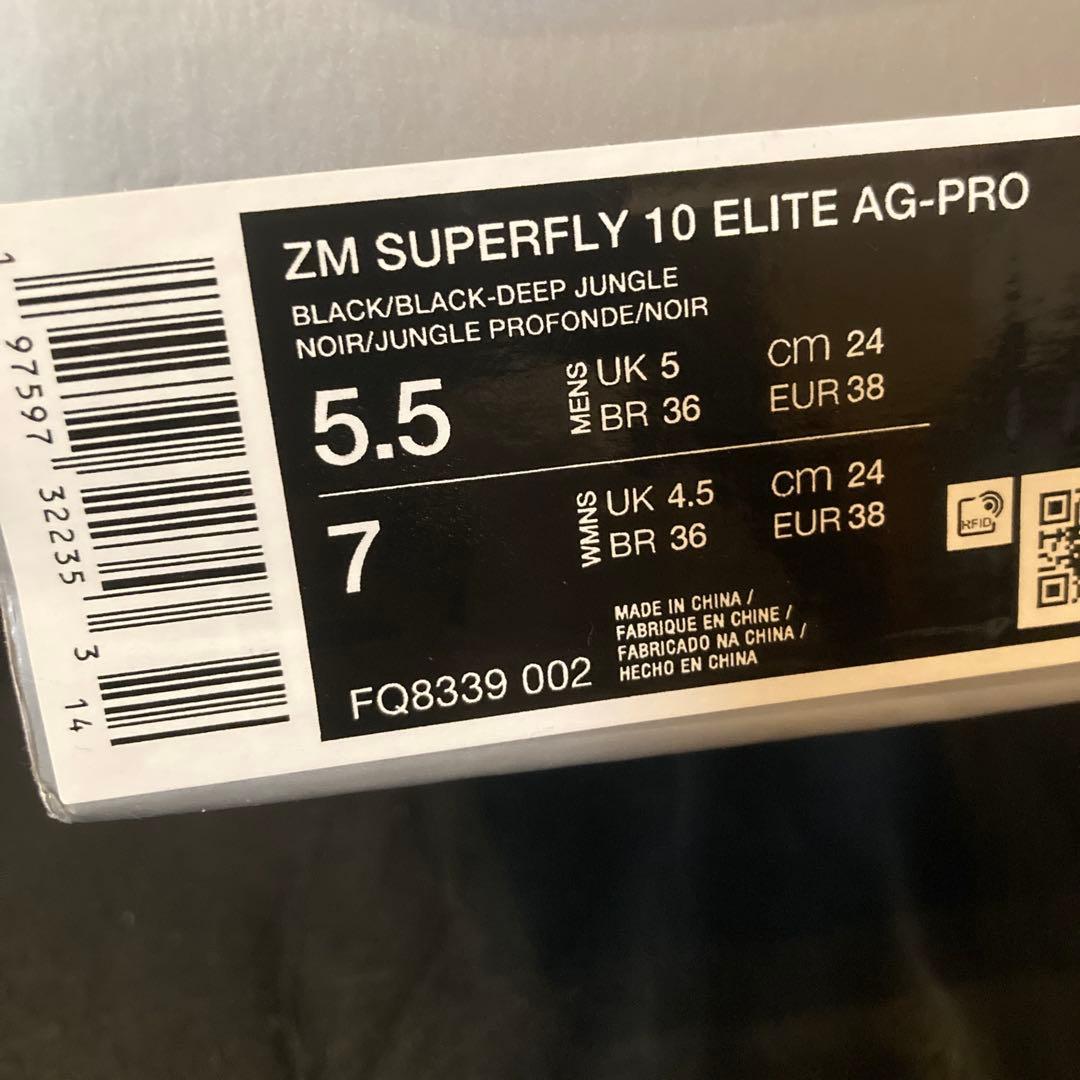 ZM SUPERFLY 10 ELITE AG-PRO
BLACK/BLACK-DEEP JUNGLE
NOIR/JUNGLE PROFONDE/NOIR
5.5
MENS
UK 5
BR 36
cm 24
EUR 38
7
WMNS
UK 4.5
BR 36
cm 24
EUR 38
RFID
MADE IN CHINA /
FABRIQUE EN CHINE /
FABRICADO NA CHINA /
HECHO EN CHINA
FQ8339 002
1 97597 32235 3 14